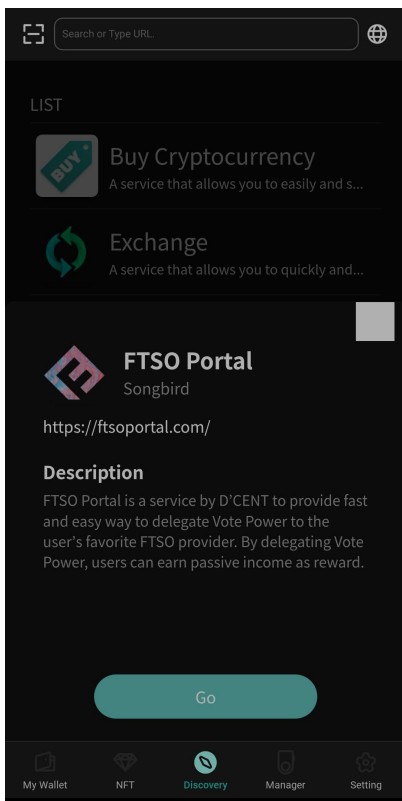 Search or Type URL.
LIST
BUY
Buy Cryptocurrency
A service that allows you to easily and s...
Exchange
A service that allows you to quickly and...
FTSO Portal
Songbird
https://ftsoportal.com/
Description
FTSO Portal is a service by D'CENT to provide fast
and easy way to delegate Vote Power to the
user's favorite FTSO provider. By delegating Vote
Power, users can earn passive income as reward.
Go
My Wallet NFT Discovery Manager Setting